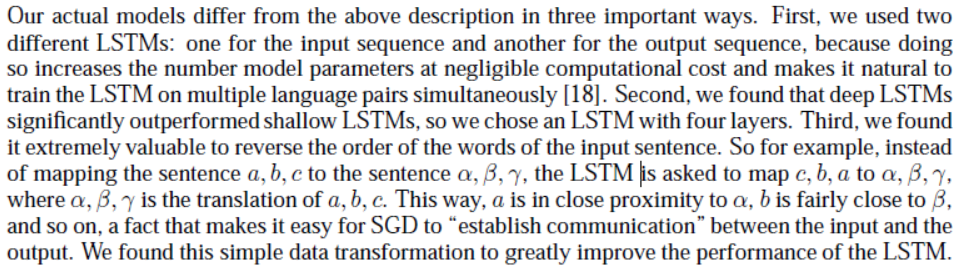 Our actual models differ from the above description in three important ways. First, we used two
different LSTMs: one for the input sequence and another for the output sequence, because doing
so increases the number model parameters at negligible computational cost and makes it natural to
train the LSTM on multiple language pairs simultaneously [18]. Second, we found that deep LSTMs
significantly outperformed shallow LSTMs, so we chose an LSTM with four layers. Third, we found
it extremely valuable to reverse the order of the words of the input sentence. So for example, instead
of mapping the sentence a, b, c to the sentence α, β, γ, the LSTM is asked to map c, b, a to α, β, γ,
where α, β, γ is the translation of a, b, c. This way, a is in close proximity to α, b is fairly close to β,
and so on, a fact that makes it easy for SGD to “establish communication” between the input and the
output. We found this simple data transformation to greatly improve the performance of the LSTM.